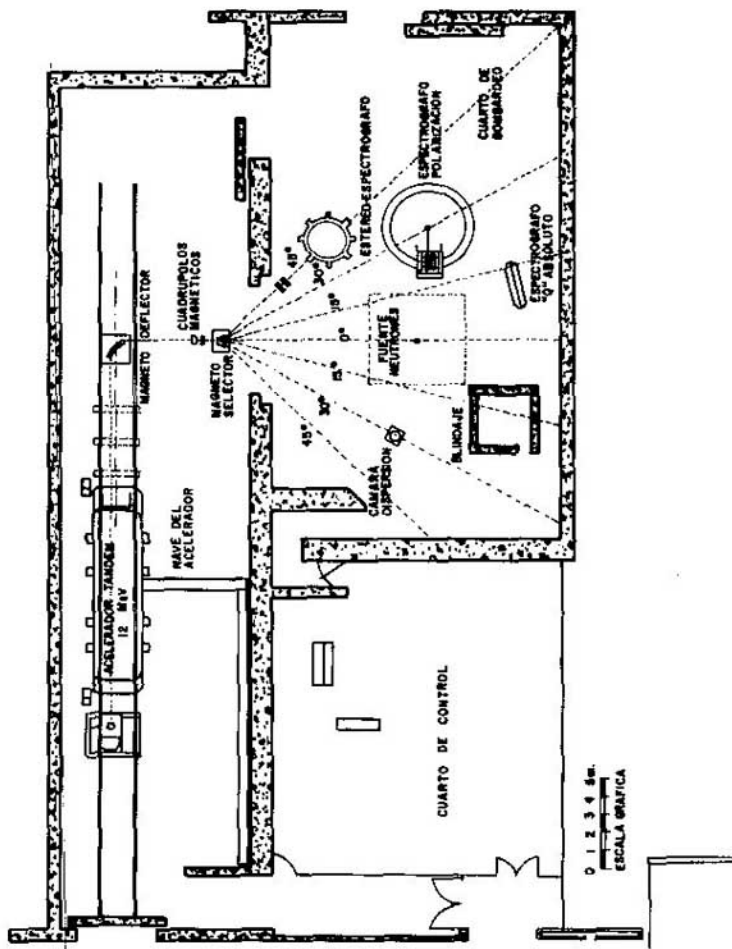 ACELERADOR TANDEM
12 MeV
NAVE DEL
ACELERADOR
MAGNETO DEFLECTOR
CUADRUPOLOS
MAGNETICOS
MAGNETO
SELECTOR
45°
30°
15°
0°
15°
30°
45°
CAMARA
DISPERSION
FUENTE
NEUTRONES
ESTEREO-ESPECTROGRAFO
ESPECTROGRAFO
POLARIZACION
BLINDAJE
ESPECTROGRAFO
"Q" ABSOLUTO
CUARTO DE
BOMBARDEO
CUARTO DE CONTROL
0 1 2 3 4 5m.
ESCALA GRAFICA